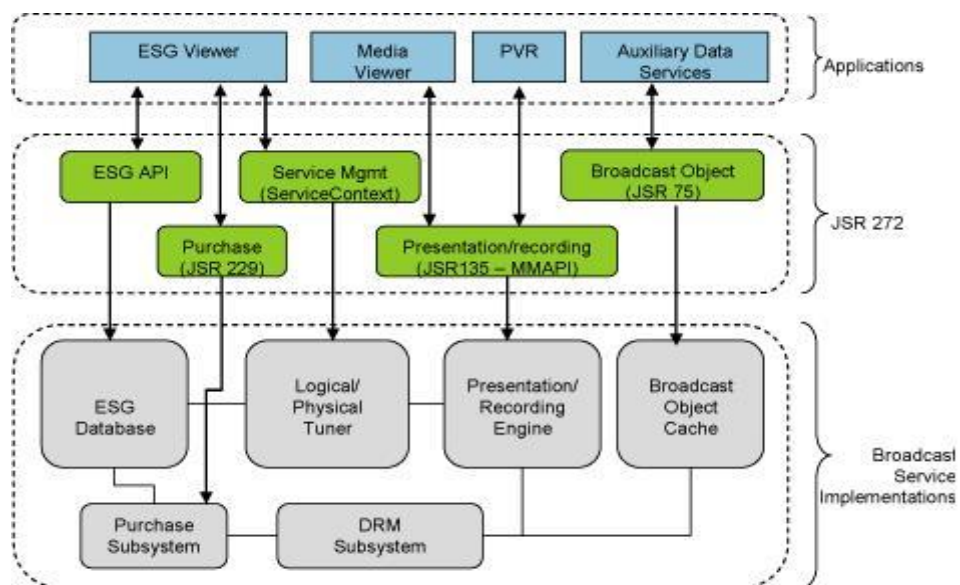 ESG Viewer
Media
Viewer
PVR
Auxiliary Data
Services
Applications
ESG API
Service Mgmt
(ServiceContext)
Broadcast Object
(JSR 75)
JSR 272
Purchase
(JSR 229)
Presentation/recording
(JSR135 – MMAPI)
ESG
Database
Logical/
Physical
Tuner
Presentation/
Recording
Engine
Broadcast
Object
Cache
Broadcast
Service
Implementations
Purchase
Subsystem
DRM
Subsystem